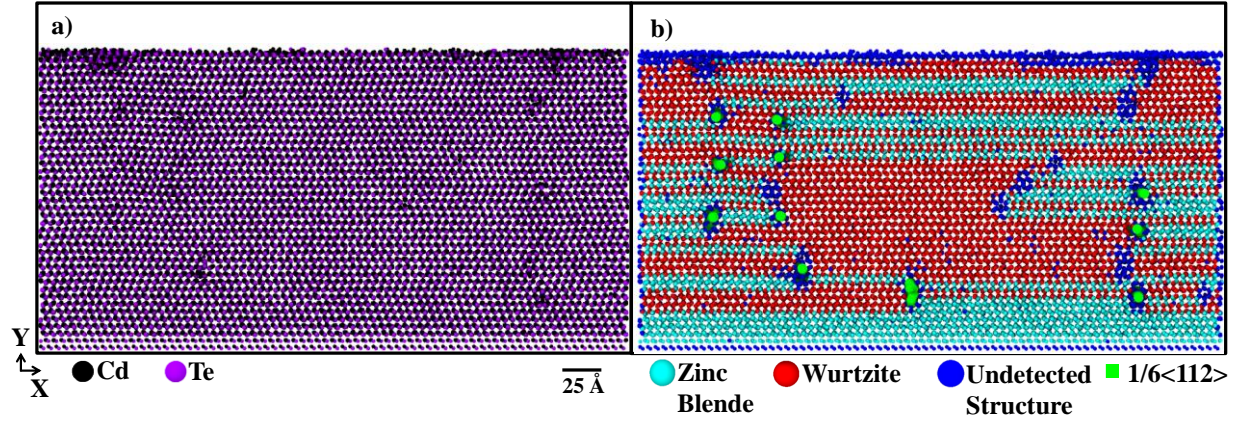 a)
b)
Y
X
Cd
Te
25 Å
Zinc
Blende
Wurtzite
Undetected
Structure
1/6<112>